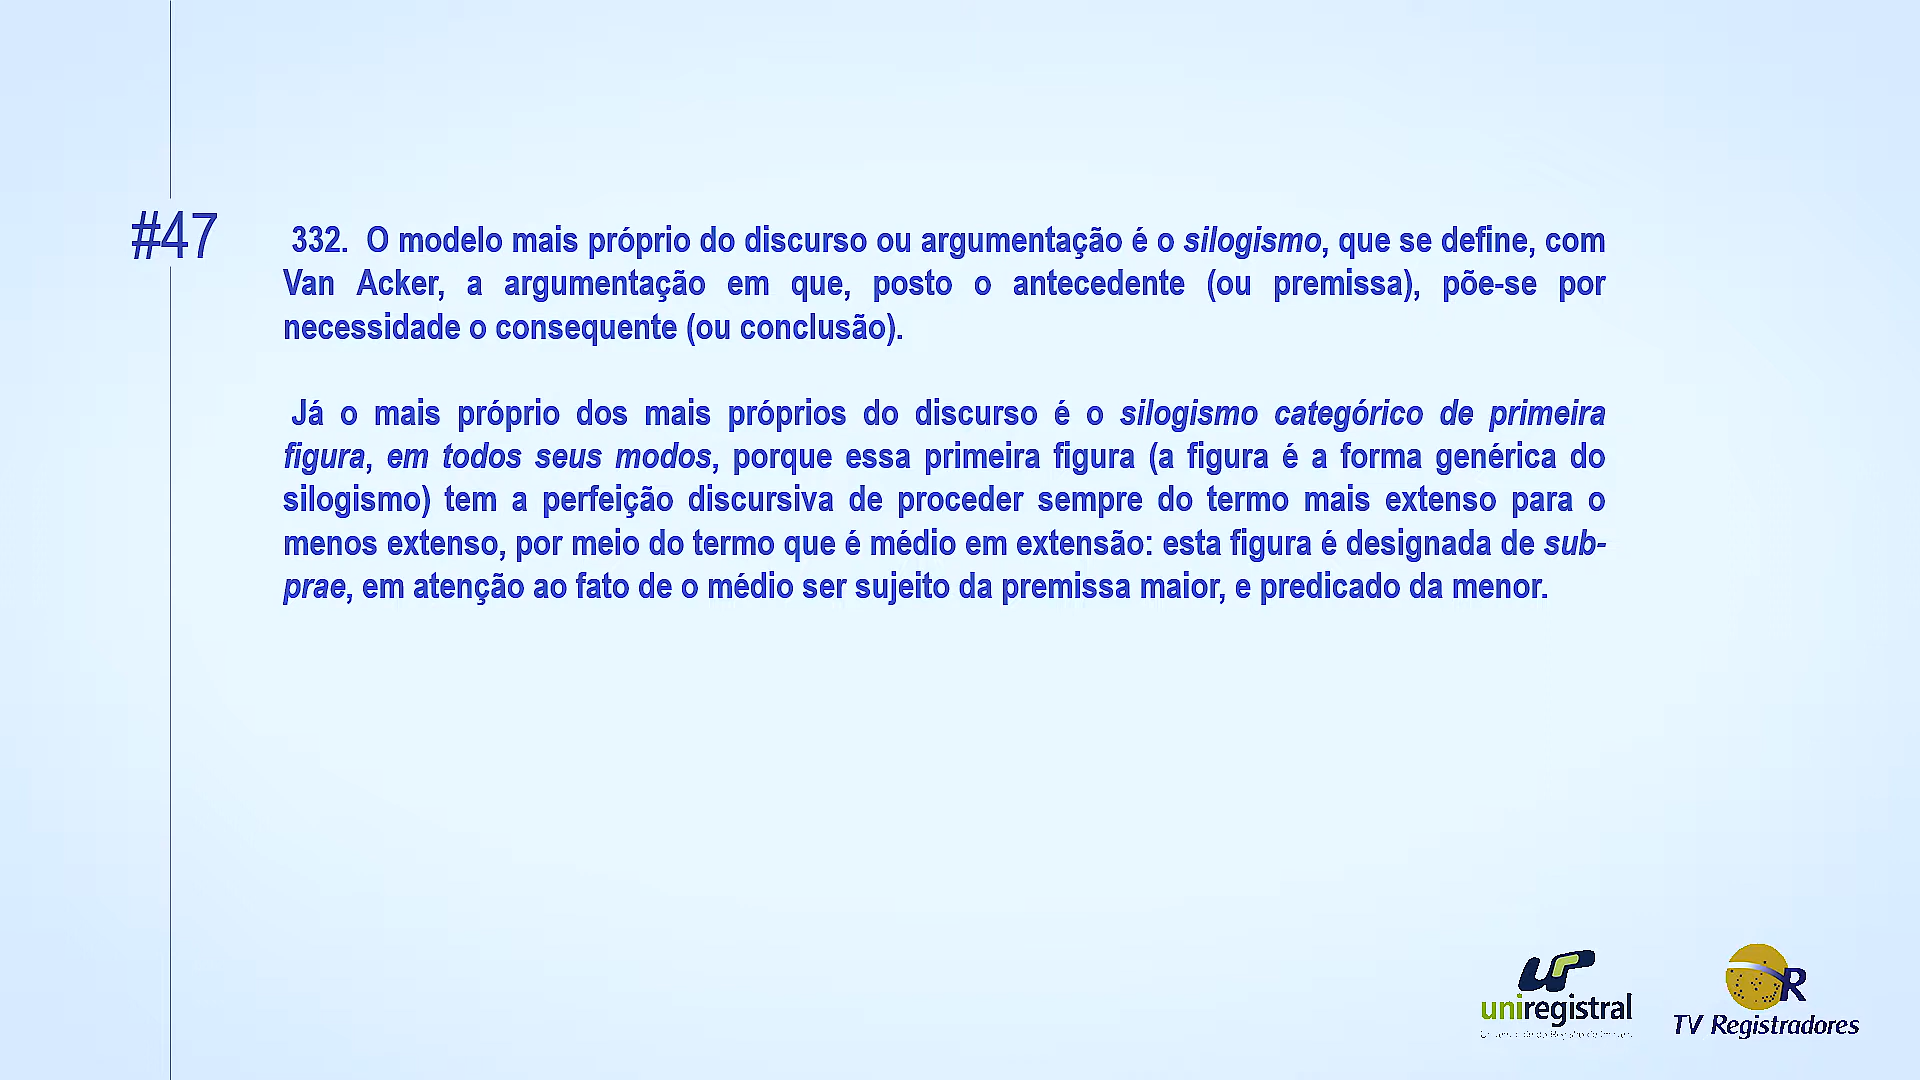 #47
332. O modelo mais próprio do discurso ou argumentação é o silogismo, que se define, com
Van Acker, a argumentação em que, posto o antecedente (ou premissa), põe-se por
necessidade o consequente (ou conclusão).
Já o mais próprio dos mais próprios do discurso é o silogismo categórico de primeira
figura, em todos seus modos, porque essa primeira figura (a figura é a forma genérica do
silogismo) tem a perfeição discursiva de proceder sempre do termo mais extenso para o
menos extenso, por meio do termo que é médio em extensão: esta figura é designada de sub-
prae, em atenção ao fato de o médio ser sujeito da premissa maior, e predicado da menor.
uniregistral
R
TV Registradores